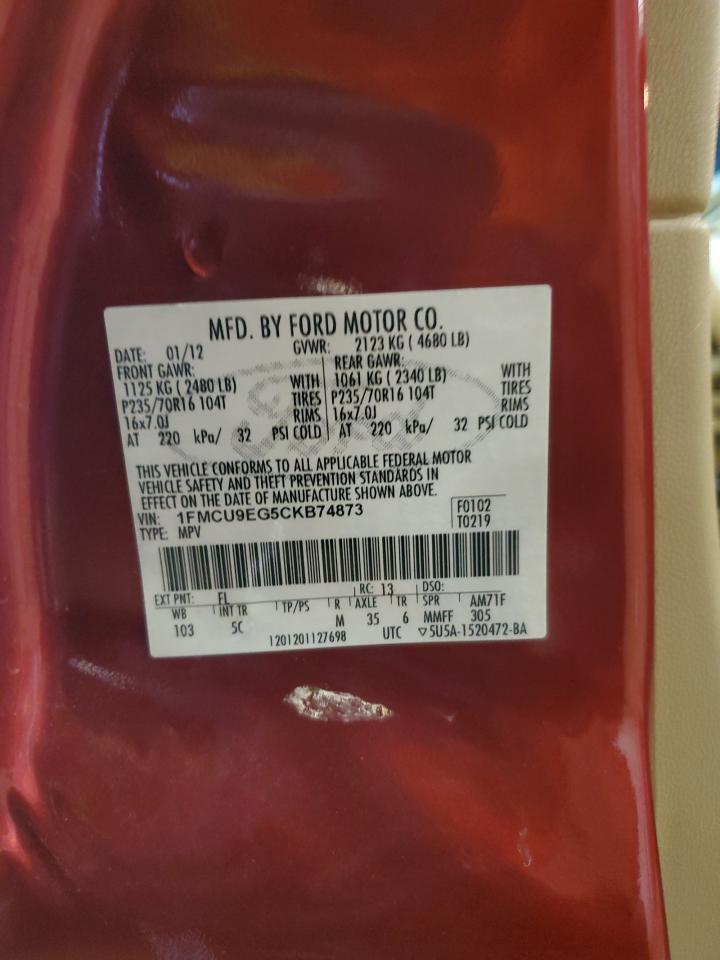 MFD. BY FORD MOTOR CO.
DATE: 01/12 GVWR: 2123 KG ( 4680 LB)
FRONT GAWR: REAR GAWR:
1125 KG ( 2480 LB) WITH 1061 KG ( 2340 LB) WITH
P235/70R16 104T TIRES P235/70R16 104T TIRES
16x7.0J RIMS 16x7.0J RIMS
AT 220 kPa/ 32 PSI COLD AT 220 kPa/ 32 PSI COLD
Ford
THIS VEHICLE CONFORMS TO ALL APPLICABLE FEDERAL MOTOR
VEHICLE SAFETY AND THEFT PREVENTION STANDARDS IN
EFFECT ON THE DATE OF MANUFACTURE SHOWN ABOVE.
VIN: 1FMCU9EG5CKB74873 F0102
TYPE: MPV T0219
EXT PNT: FL RC: 13 DSO:
WB INT TR TP/PS R AXLE TR SPR AM71F
103 5C M 35 6 MMFF 305
1201201127698 UTC ▽5U5A-1520472-BA